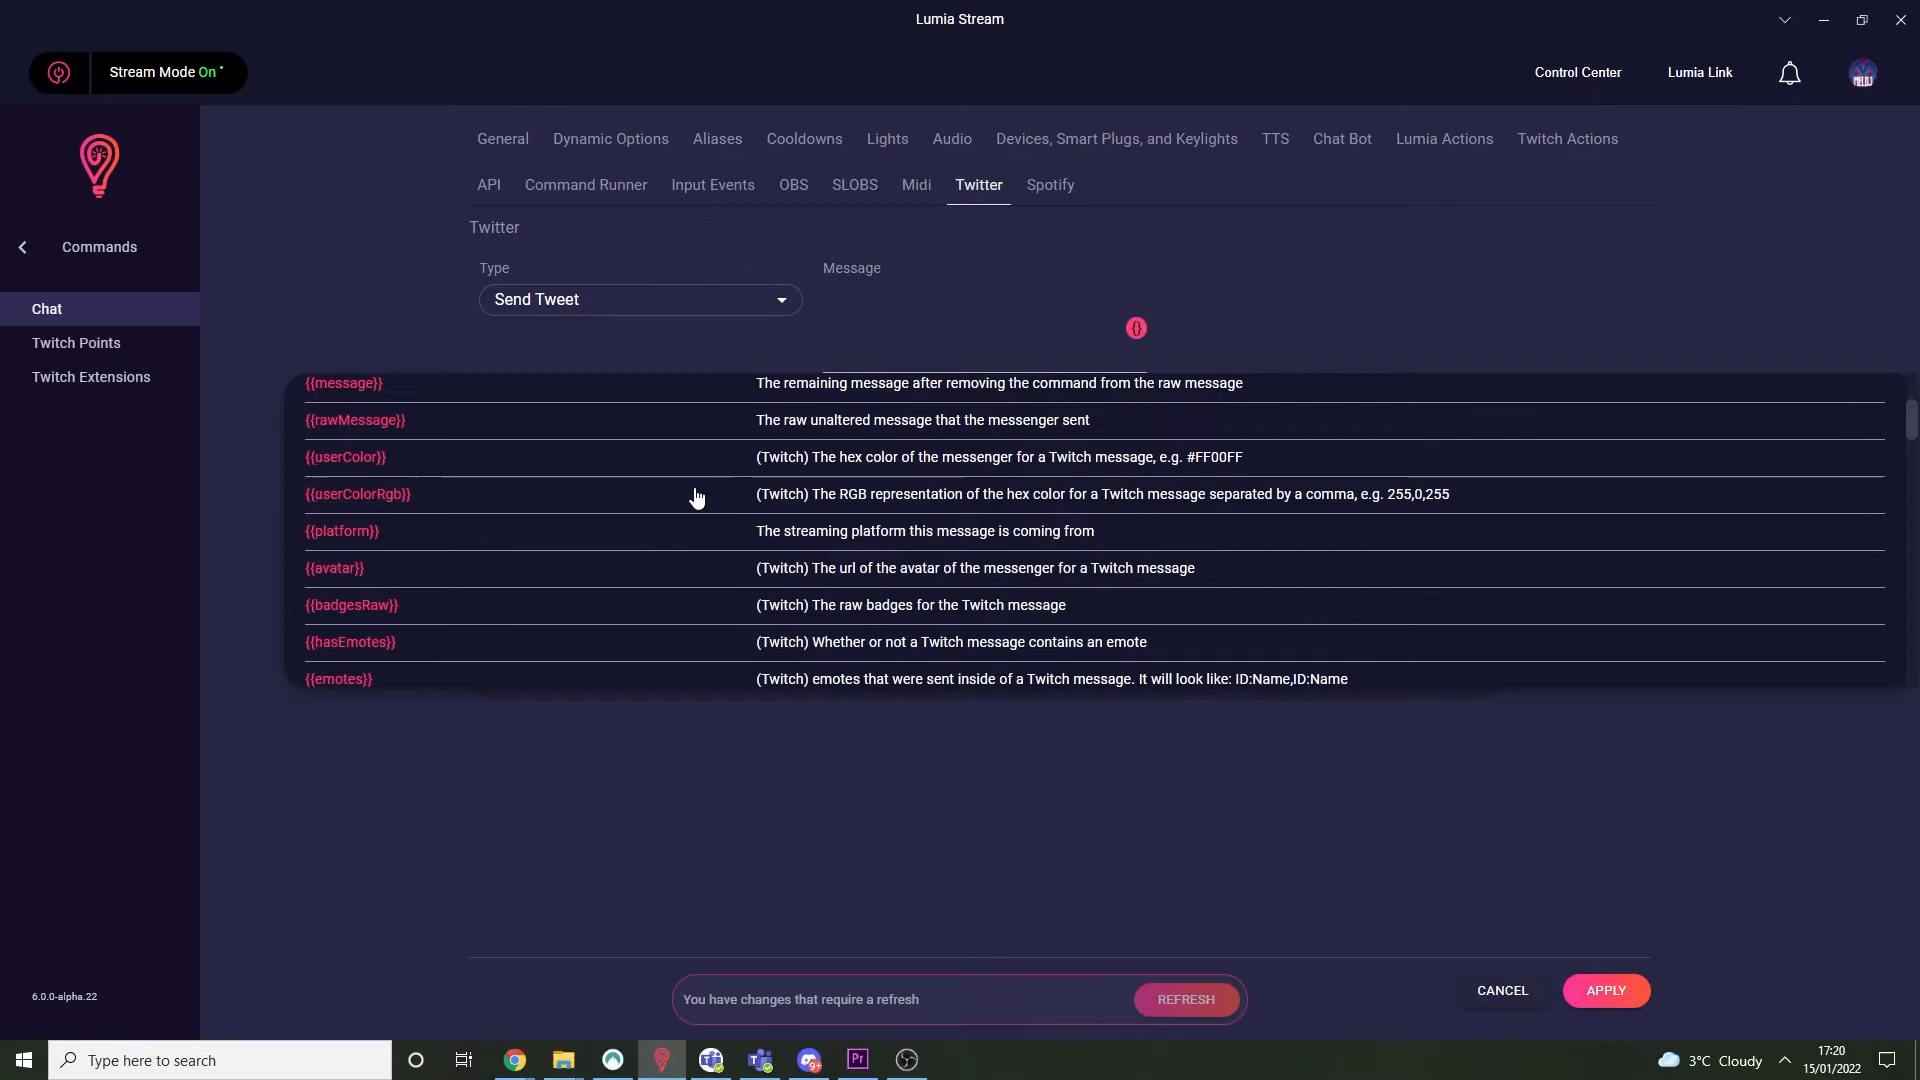 Lumia Stream
Stream Mode On
Control Center
Lumia Link
MELDJ
General Dynamic Options Aliases Cooldowns Lights Audio Devices, Smart Plugs, and Keylights TTS Chat Bot Lumia Actions Twitch Actions
API Command Runner Input Events OBS SLOBS Midi Twitter Spotify
Commands
Chat
Twitch Points
Twitch Extensions
Twitter
Type
Message
Send Tweet
{}
{{message}} The remaining message after removing the command from the raw message
{{rawMessage}} The raw unaltered message that the messenger sent
{{userColor}} (Twitch) The hex color of the messenger for a Twitch message, e.g. #FF00FF
{{userColorRgb}} (Twitch) The RGB representation of the hex color for a Twitch message separated by a comma, e.g. 255,0,255
{{platform}} The streaming platform this message is coming from
{{avatar}} (Twitch) The url of the avatar of the messenger for a Twitch message
{{badgesRaw}} (Twitch) The raw badges for the Twitch message
{{hasEmotes}} (Twitch) Whether or not a Twitch message contains an emote
{{emotes}} (Twitch) emotes that were sent inside of a Twitch message. It will look like: ID:Name,ID:Name
6.0.0-alpha.22
You have changes that require a refresh
REFRESH
CANCEL
APPLY
Type here to search
9+
Pr
3°C Cloudy
17:20
15/01/2022